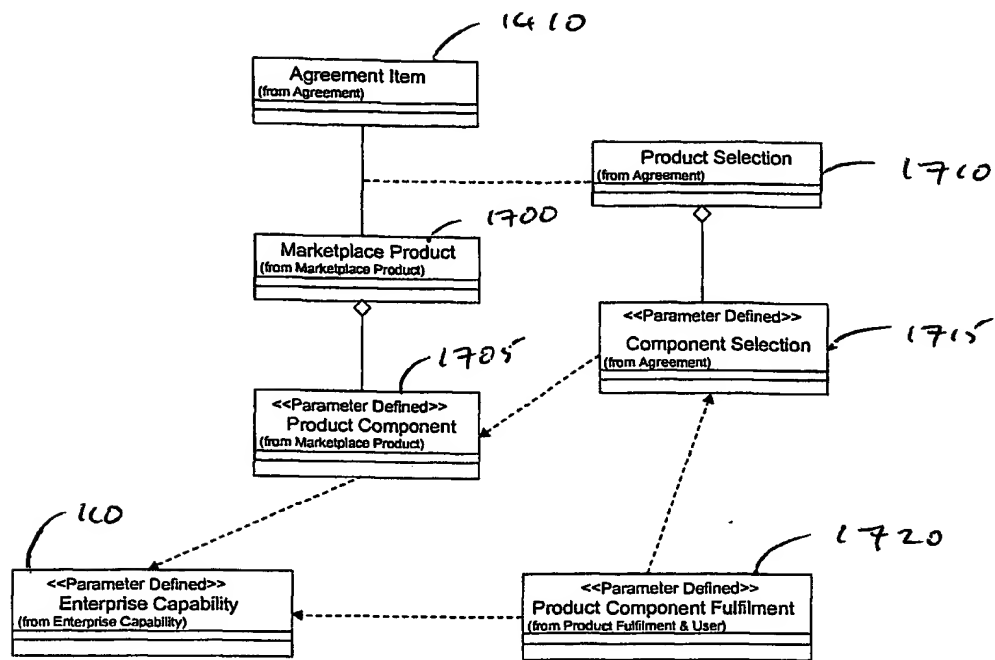 1410
Agreement Item
(from Agreement)
Product Selection
(from Agreement)
1710
1700
Marketplace Product
(from Marketplace Product)
<<Parameter Defined>>
Component Selection
(from Agreement)
1715
1705
<<Parameter Defined>>
Product Component
(from Marketplace Product)
110
<<Parameter Defined>>
Enterprise Capability
(from Enterprise Capability)
1720
<<Parameter Defined>>
Product Component Fulfilment
(from Product Fulfilment & User)